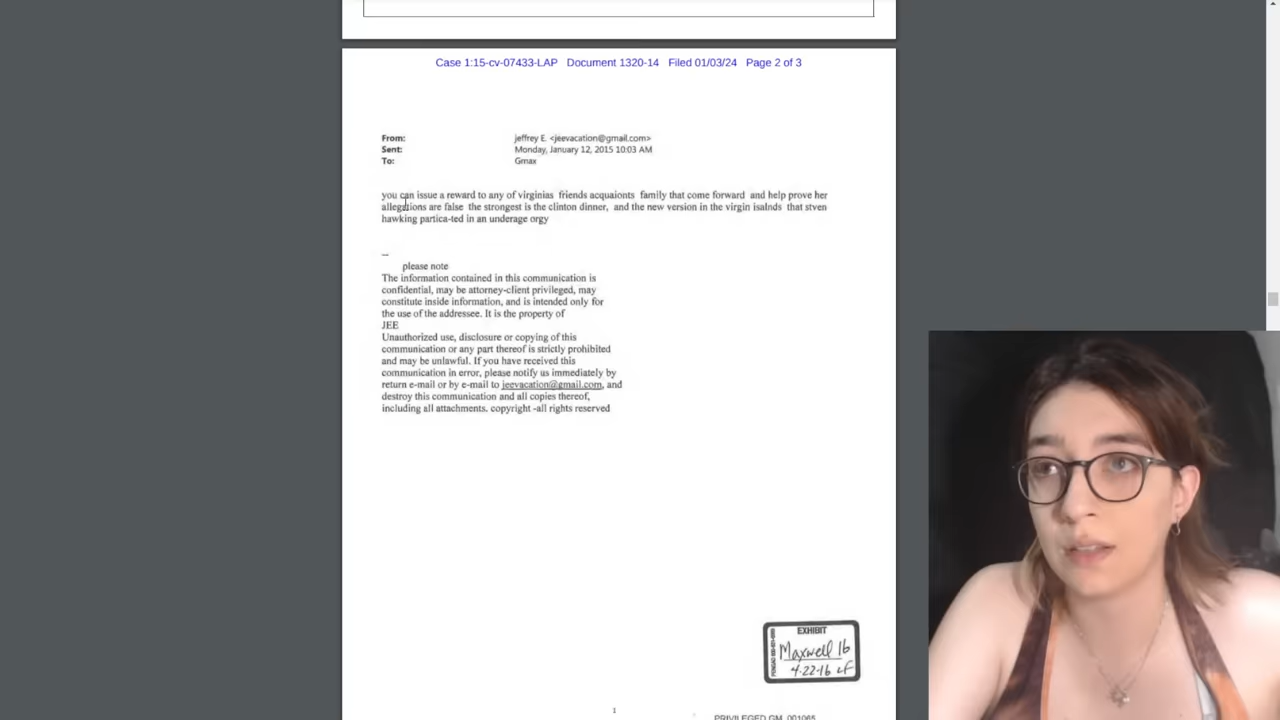 Case 1:15-cv-07433-LAP Document 1320-14 Filed 01/03/24 Page 2 of 3
From: jeffrey E. <jeevacation@gmail.com>
Sent: Monday, January 12, 2015 10:03 AM
To: Gmax
you can issue a reward to any of virginias friends acquaionts family that come forward and help prove her
allegations are false the strongest is the clinton dinner, and the new version in the virgin isalnds that stven
hawking partica-ted in an underage orgy
--
please note
The information contained in this communication is
confidential, may be attorney-client privileged, may
constitute inside information, and is intended only for
the use of the addressee. It is the property of
JEE
Unauthorized use, disclosure or copying of this
communication or any part thereof is strictly prohibited
and may be unlawful. If you have received this
communication in error, please notify us immediately by
return e-mail or by e-mail to jeevacation@gmail.com, and
destroy this communication and all copies thereof,
including all attachments. copyright -all rights reserved
EXHIBIT
Maxwell 16
4-22-16 cf
1
PRIVILEGED GM_001065